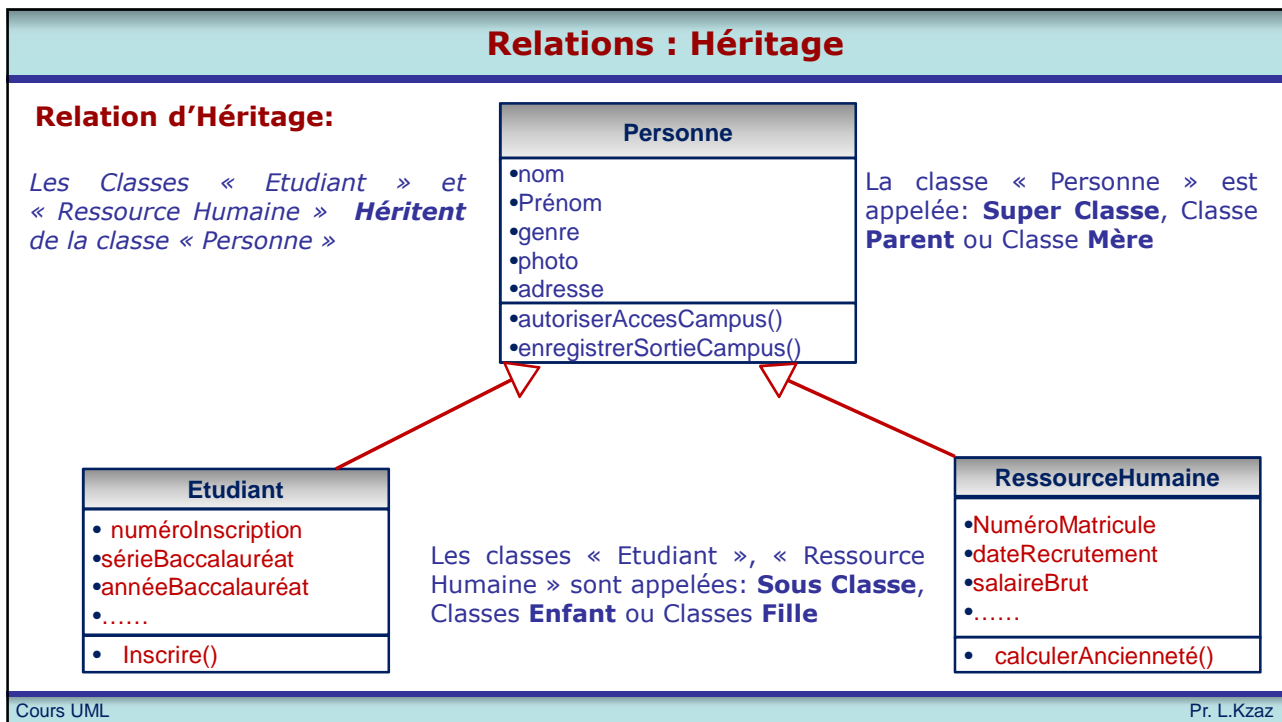 Relations : Héritage
Relation d’Héritage:
Les Classes « Etudiant » et
« Ressource Humaine » Héritent
de la classe « Personne »
Personne
•nom
•Prénom
•genre
•photo
•adresse
•autoriserAccesCampus()
•enregistrerSortieCampus()
La classe « Personne » est
appelée: Super Classe, Classe
Parent ou Classe Mère
Etudiant
• numéroInscription
•sérieBaccalauréat
•annéeBaccalauréat
•……
• Inscrire()
Les classes « Etudiant », « Ressource
Humaine » sont appelées: Sous Classe,
Classes Enfant ou Classes Fille
RessourceHumaine
•NuméroMatricule
•dateRecrutement
•salaireBrut
•……
• calculerAncienneté()
Cours UML
Pr. L.Kzaz